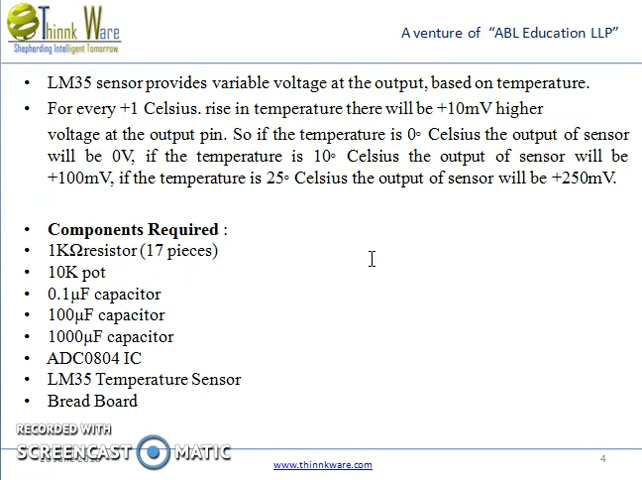 Thinnk Ware
Shepherding Intelligent Tomorrow
A venture of "ABL Education LLP"
• LM35 sensor provides variable voltage at the output, based on temperature.
• For every +1 Celsius. rise in temperature there will be +10mV higher
voltage at the output pin. So if the temperature is 0◦ Celsius the output of sensor
will be 0V, if the temperature is 10◦ Celsius the output of sensor will be
+100mV, if the temperature is 25◦ Celsius the output of sensor will be +250mV.
• Components Required :
• 1KΩresistor (17 pieces)
• 10K pot
• 0.1μF capacitor
• 100μF capacitor
• 1000μF capacitor
• ADC0804 IC
• LM35 Temperature Sensor
• Bread Board
RECORDED WITH
SCREENCAST MATIC
www.thinnkware.com
4